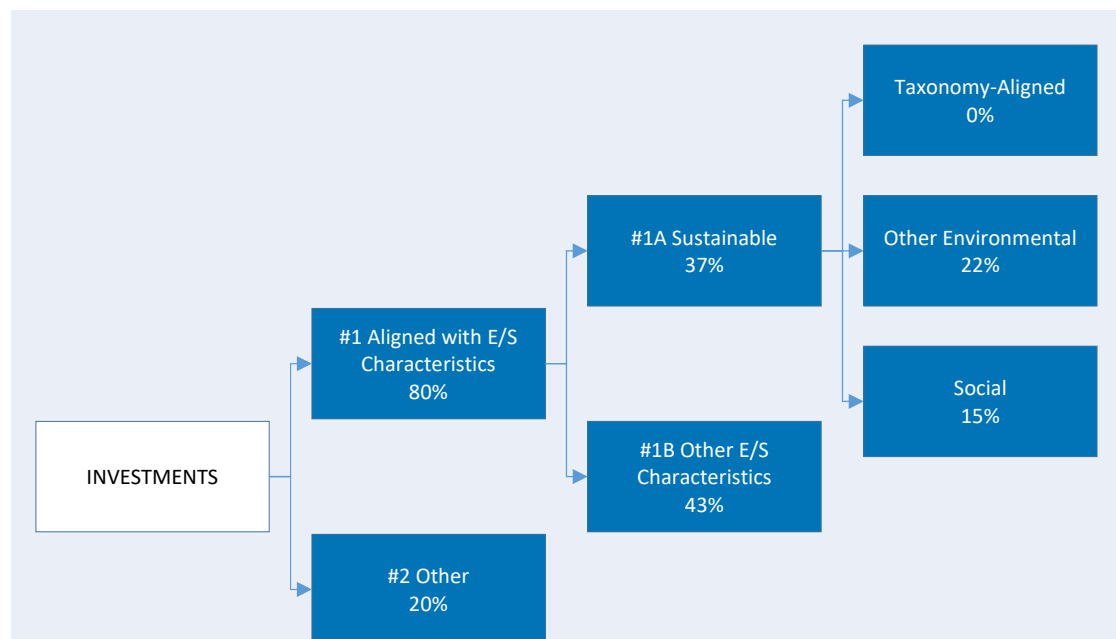 Taxonomy-Aligned
0%
#1A Sustainable
37%
Other Environmental
22%
#1 Aligned with E/S
Characteristics
80%
Social
15%
INVESTMENTS
#1B Other E/S
Characteristics
43%
#2 Other
20%